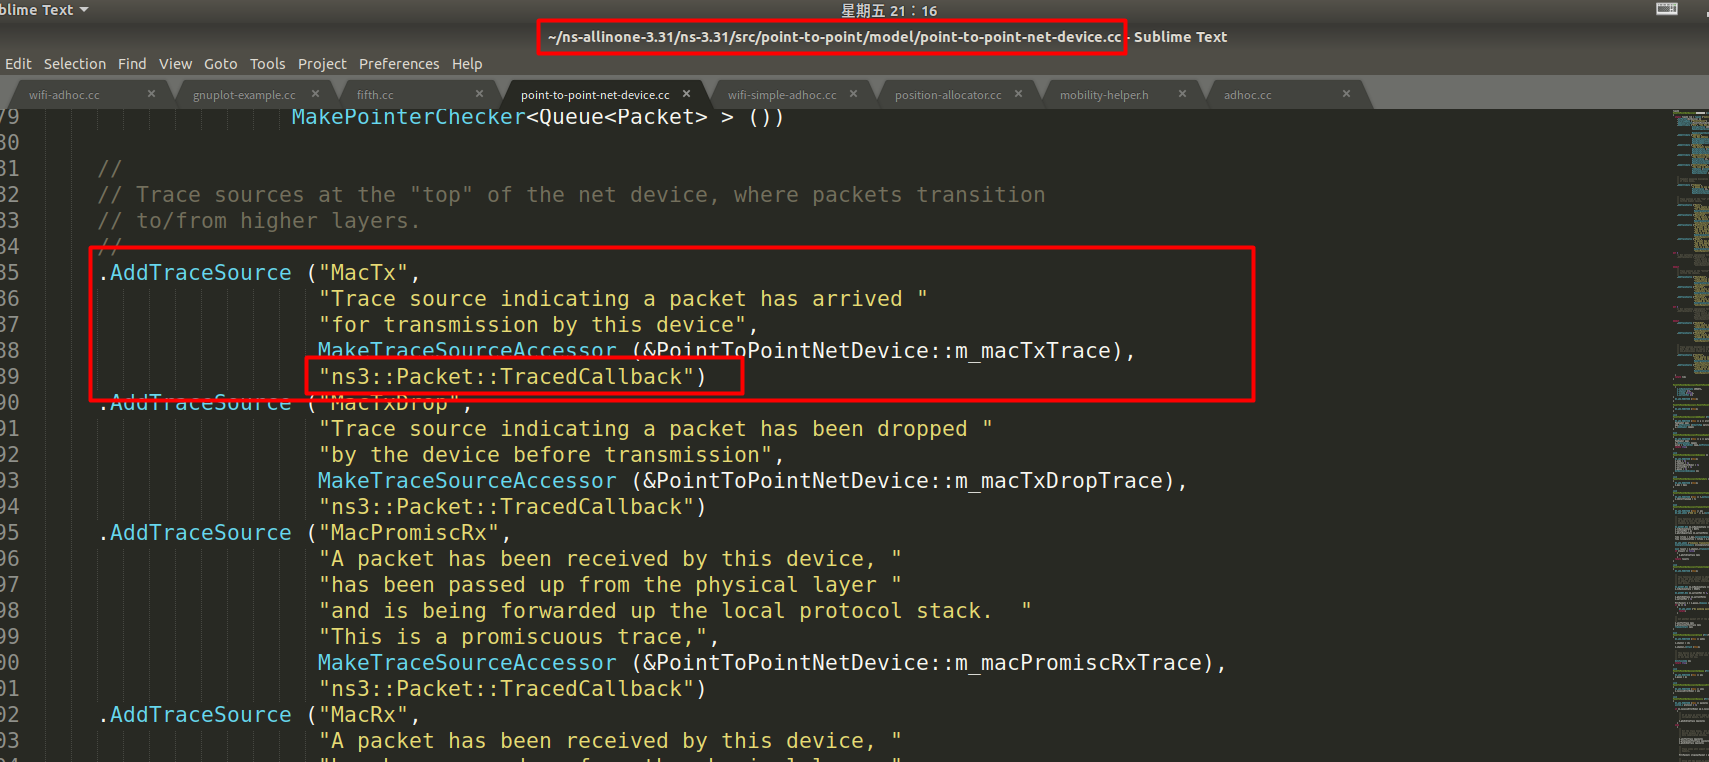 blime Text
星期五 21：16
~/ns-allinone-3.31/ns-3.31/src/point-to-point/model/point-to-point-net-device.cc - Sublime Text
Edit Selection Find View Goto Tools Project Preferences Help
wifi-adhoc.cc × gnuplot-example.cc × fifth.cc × point-to-point-net-device.cc × wifi-simple-adhoc.cc × position-allocator.cc × mobility-helper.h × adhoc.cc ×
79 MakePointerChecker<Queue<Packet> > ())
80
81 //
82 // Trace sources at the "top" of the net device, where packets transition
83 // to/from higher layers.
84 //
85 .AddTraceSource ("MacTx",
86 "Trace source indicating a packet has arrived "
87 "for transmission by this device",
88 MakeTraceSourceAccessor (&PointToPointNetDevice::m_macTxTrace),
89 "ns3::Packet::TracedCallback")
90 .AddTraceSource ("MacTxDrop",
91 "Trace source indicating a packet has been dropped "
92 "by the device before transmission",
93 MakeTraceSourceAccessor (&PointToPointNetDevice::m_macTxDropTrace),
94 "ns3::Packet::TracedCallback")
95 .AddTraceSource ("MacPromiscRx",
96 "A packet has been received by this device, "
97 "has been passed up from the physical layer "
98 "and is being forwarded up the local protocol stack.  "
99 "This is a promiscuous trace,",
00 MakeTraceSourceAccessor (&PointToPointNetDevice::m_macPromiscRxTrace),
01 "ns3::Packet::TracedCallback")
02 .AddTraceSource ("MacRx",
03 "A packet has been received by this device, "